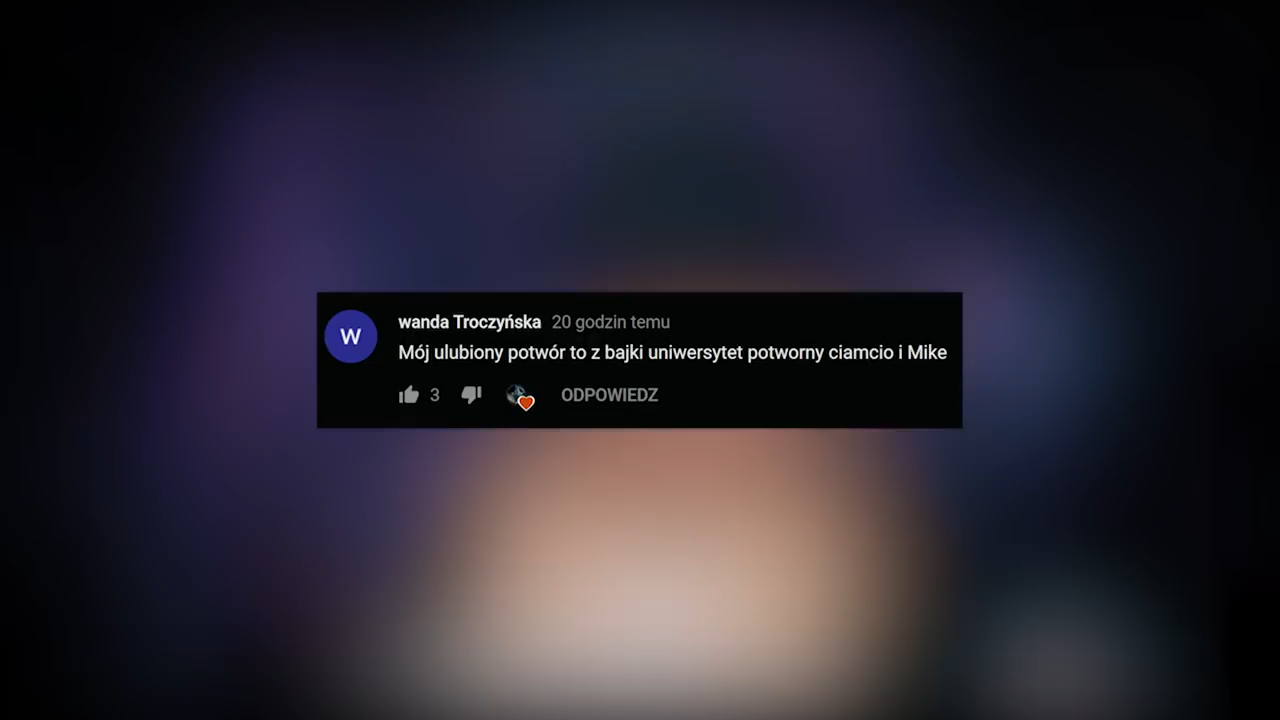 W
wanda Troczyńska 20 godzin temu
Mój ulubiony potwór to z bajki uniwersytet potworny ciamcio i Mike
3 ODPOWIEDZ